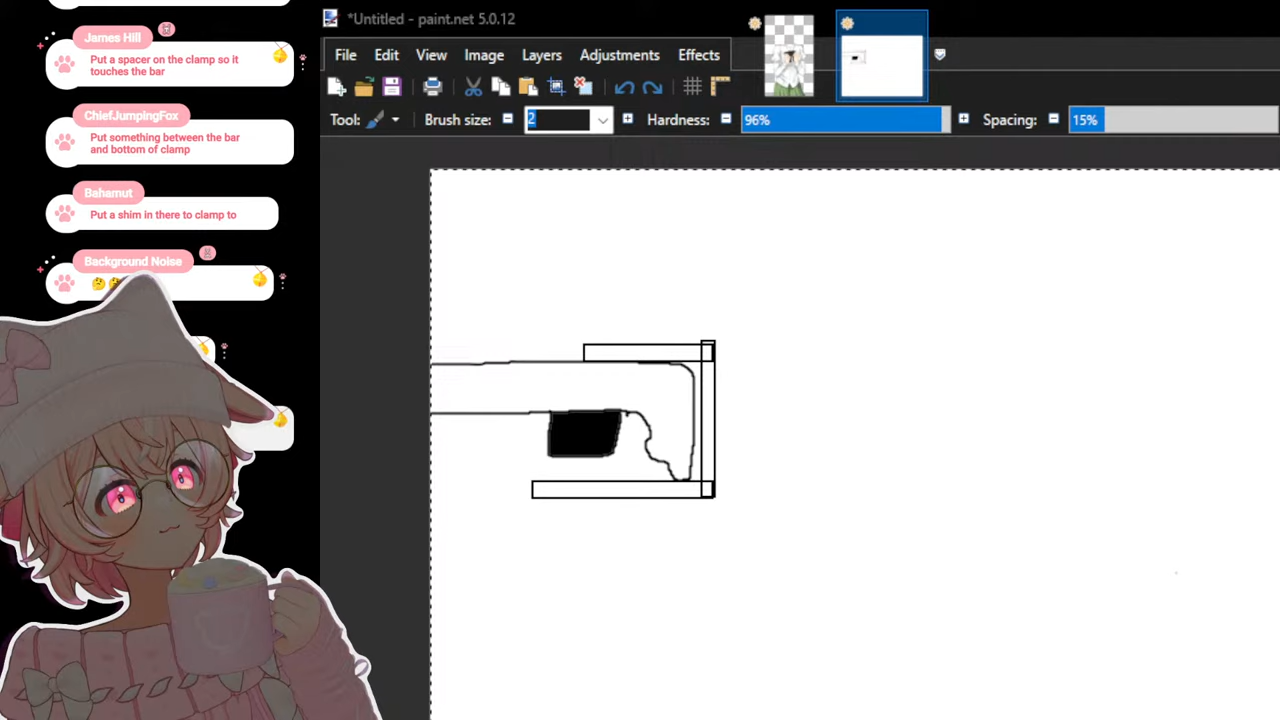 James Hill
Put a spacer on the clamp so it
touches the bar
ChiefJumpingFox
Put something between the bar
and bottom of clamp
Bahamut
Put a shim in there to clamp to
Background Noise
*Untitled - paint.net 5.0.12
File Edit View Image Layers Adjustments Effects
Tool: Brush size: 2 Hardness: 96% Spacing: 15%